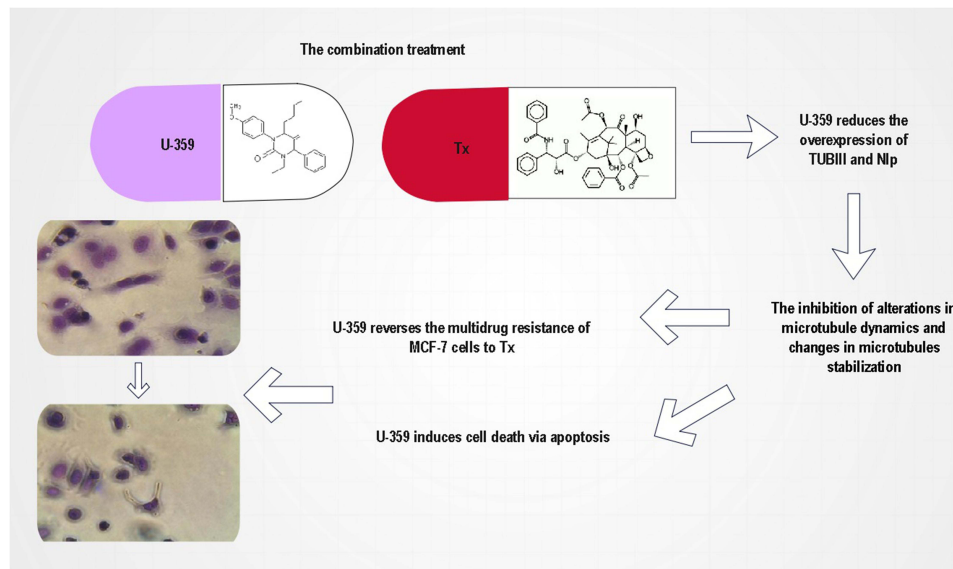 The combination treatment
U-359
Tx
U-359 reduces the
overexpression of
TUBIII and NIp
The inhibition of alterations in
microtubule dynamics and
changes in microtubules
stabilization
U-359 reverses the multidrug resistance of
MCF-7 cells to Tx
U-359 induces cell death via apoptosis